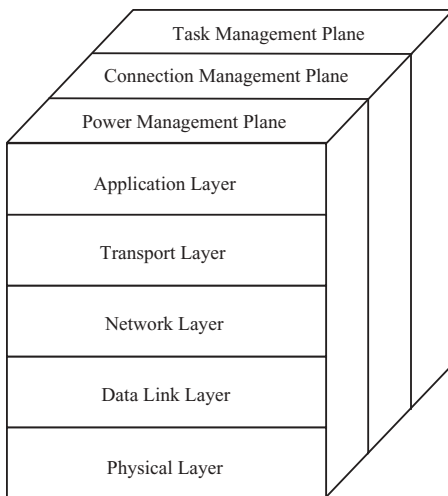 Task Management Plane
Connection Management Plane
Power Management Plane
Application Layer
Transport Layer
Network Layer
Data Link Layer
Physical Layer